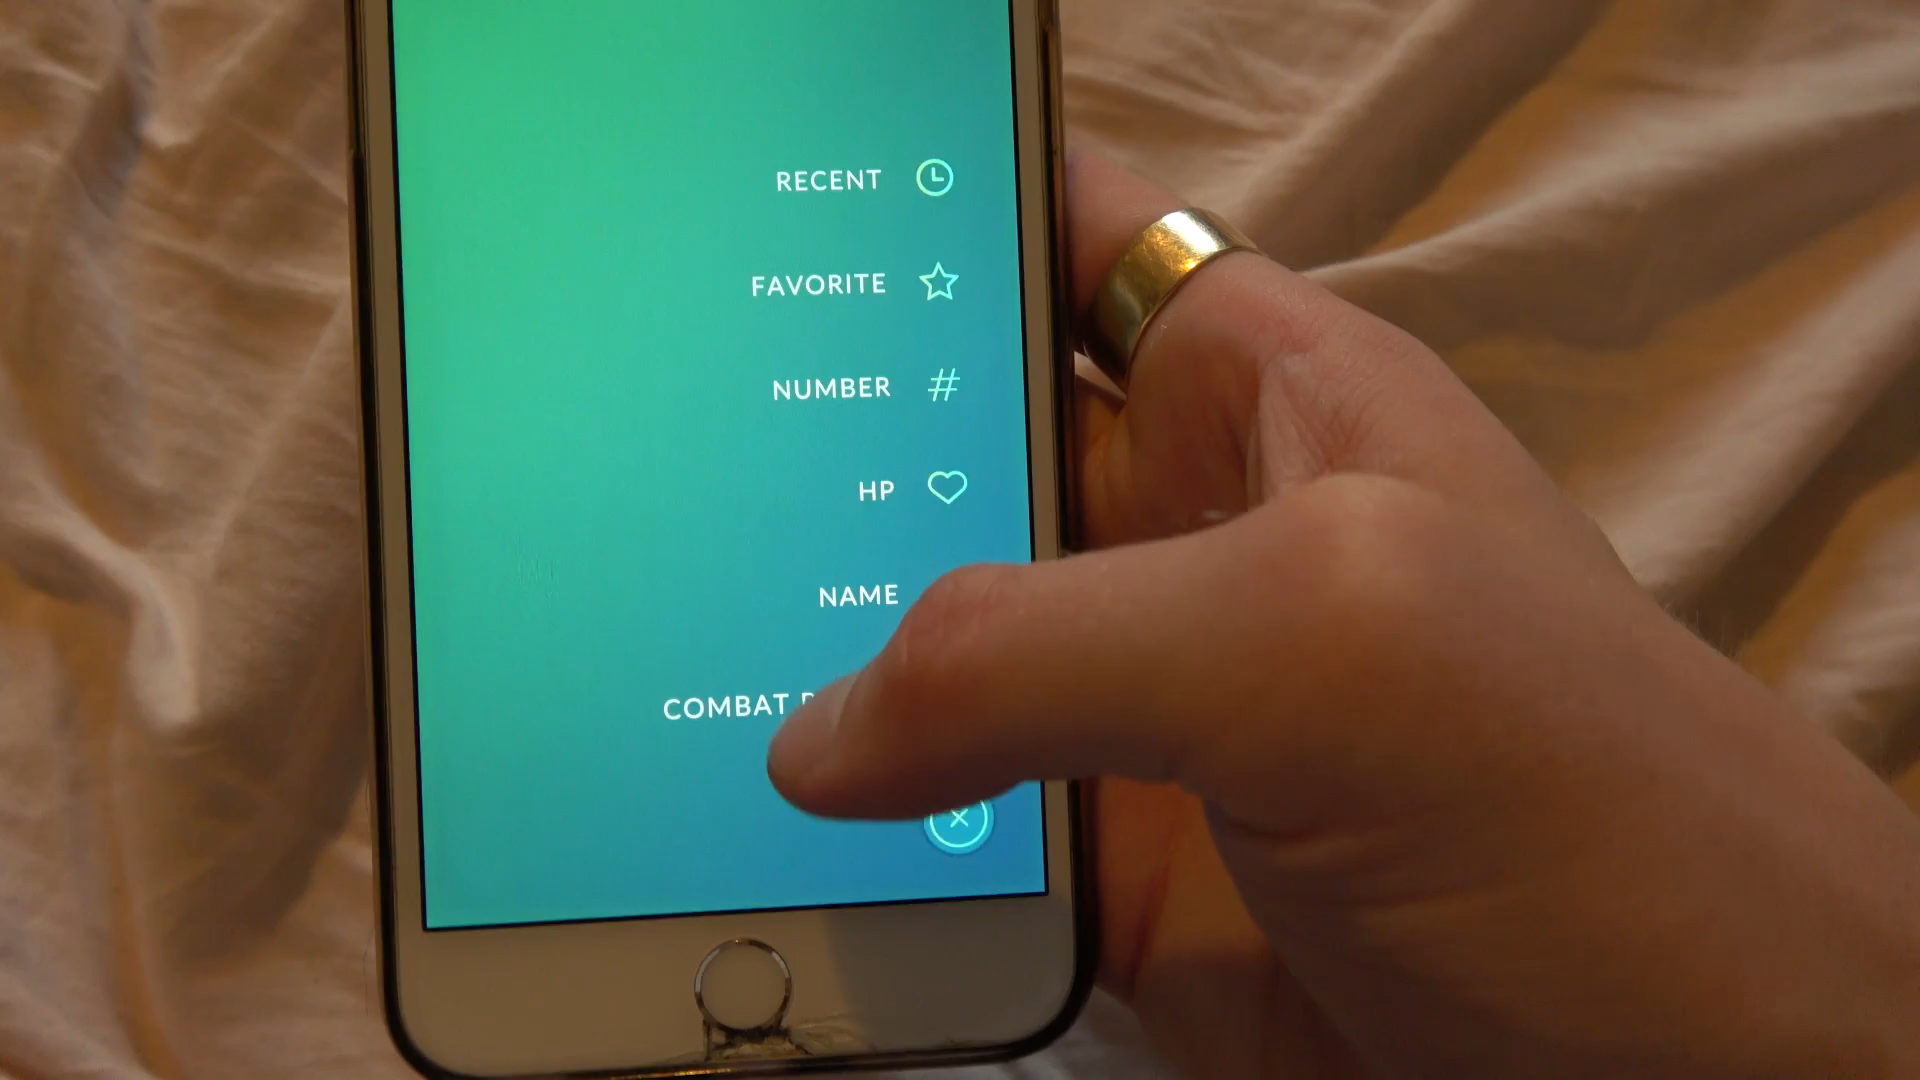 RECENT
FAVORITE
NUMBER #
HP
NAME
COMBAT